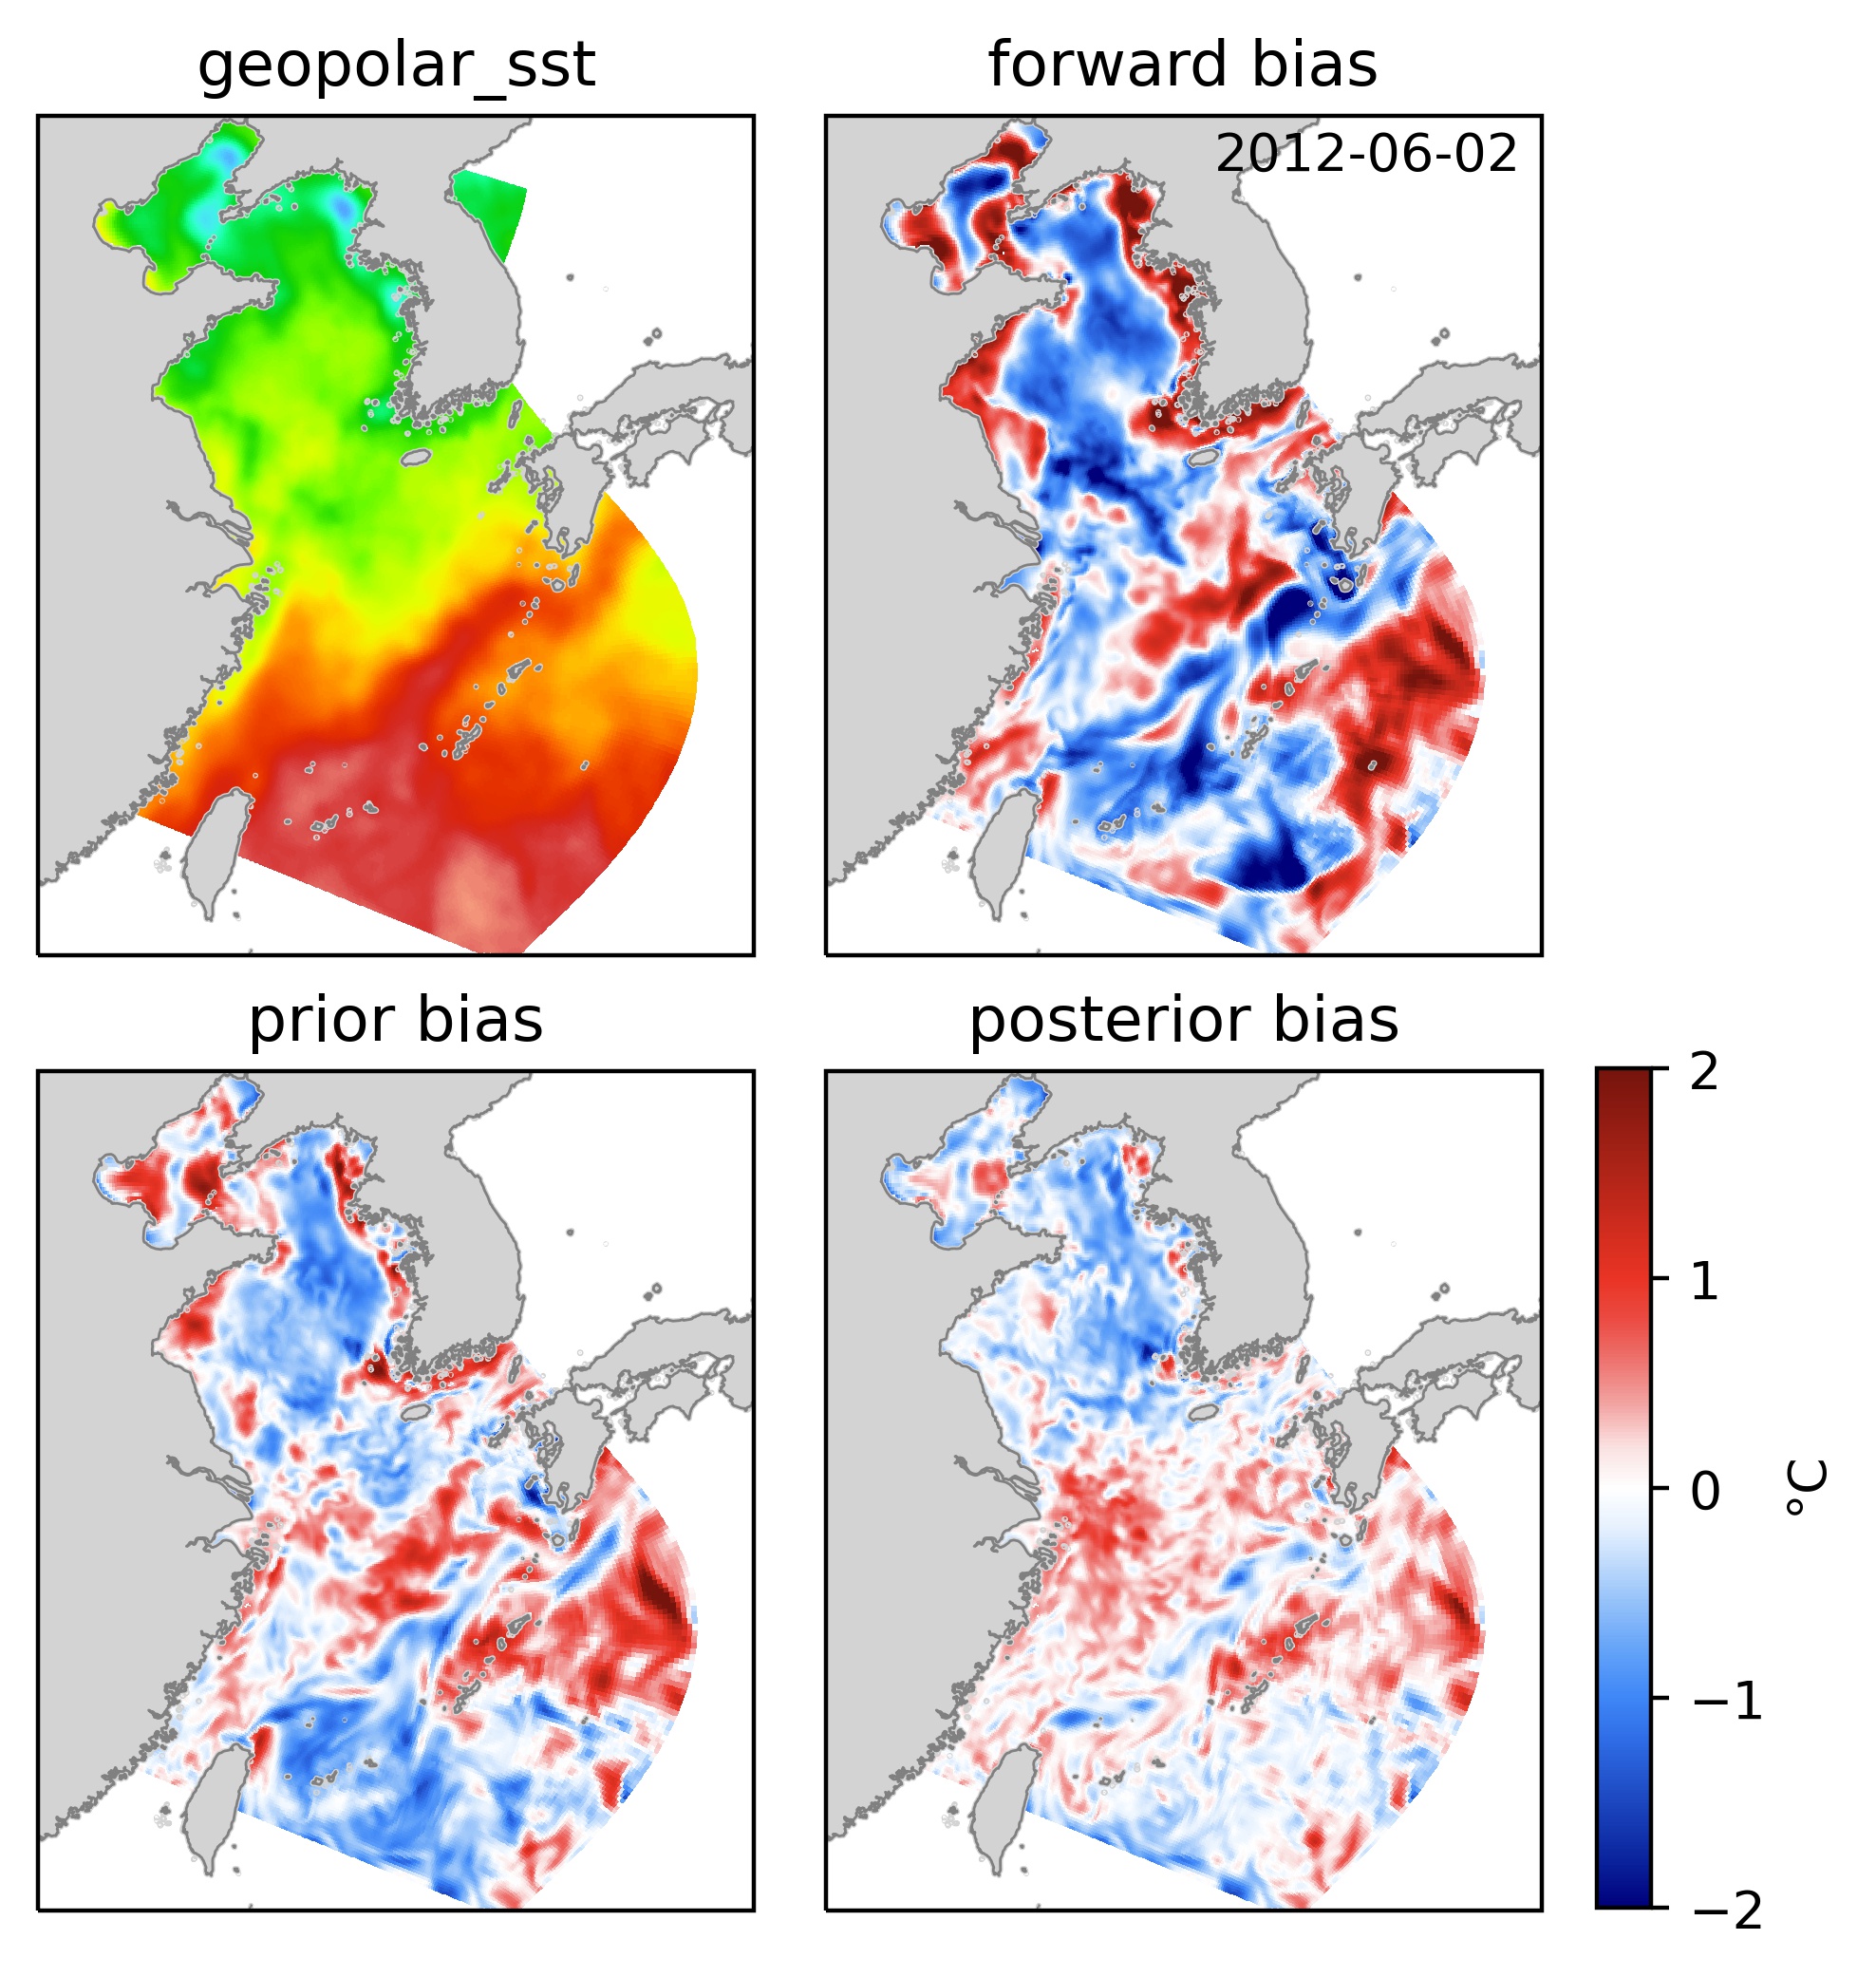 geopolar_sst
forward bias
2012-06-02
prior bias
posterior bias
2
1
0
−1
−2
°C